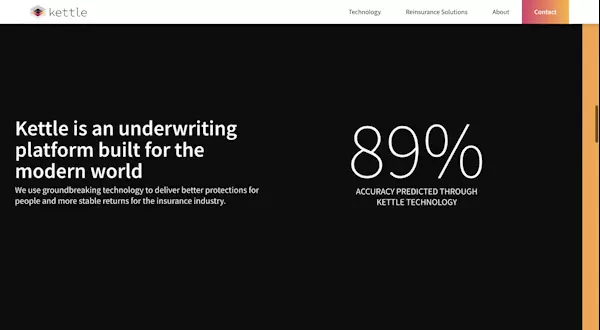 kettle
Technology
Reinsurance Solutions
About
Contact
Kettle is an underwriting
platform built for the
modern world
We use groundbreaking technology to deliver better protections for
people and more stable returns for the insurance industry.
89%
ACCURACY PREDICTED THROUGH
KETTLE TECHNOLOGY